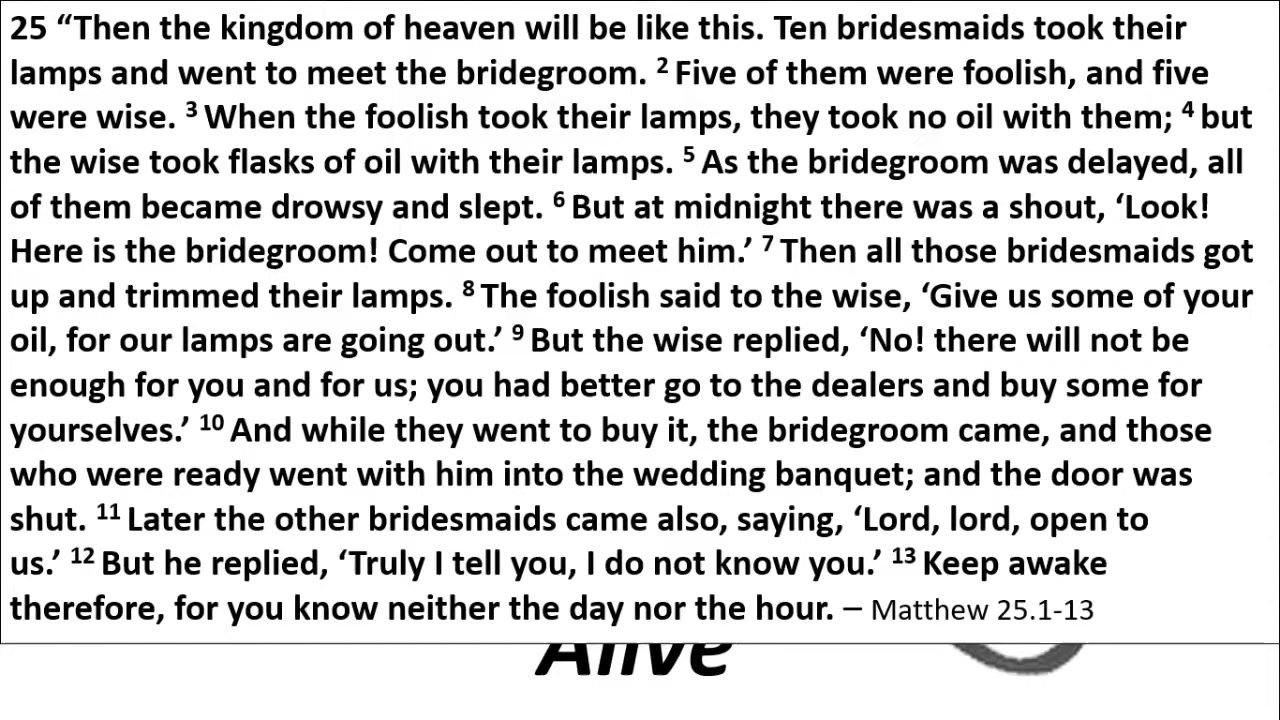 25 “Then the kingdom of heaven will be like this. Ten bridesmaids took their
lamps and went to meet the bridegroom. 2 Five of them were foolish, and five
were wise. 3 When the foolish took their lamps, they took no oil with them; 4 but
the wise took flasks of oil with their lamps. 5 As the bridegroom was delayed, all
of them became drowsy and slept. 6 But at midnight there was a shout, ‘Look!
Here is the bridegroom! Come out to meet him.’ 7 Then all those bridesmaids got
up and trimmed their lamps. 8 The foolish said to the wise, ‘Give us some of your
oil, for our lamps are going out.’ 9 But the wise replied, ‘No! there will not be
enough for you and for us; you had better go to the dealers and buy some for
yourselves.’ 10 And while they went to buy it, the bridegroom came, and those
who were ready went with him into the wedding banquet; and the door was
shut. 11 Later the other bridesmaids came also, saying, ‘Lord, lord, open to
us.’ 12 But he replied, ‘Truly I tell you, I do not know you.’ 13 Keep awake
therefore, for you know neither the day nor the hour. – Matthew 25.1-13
Alive